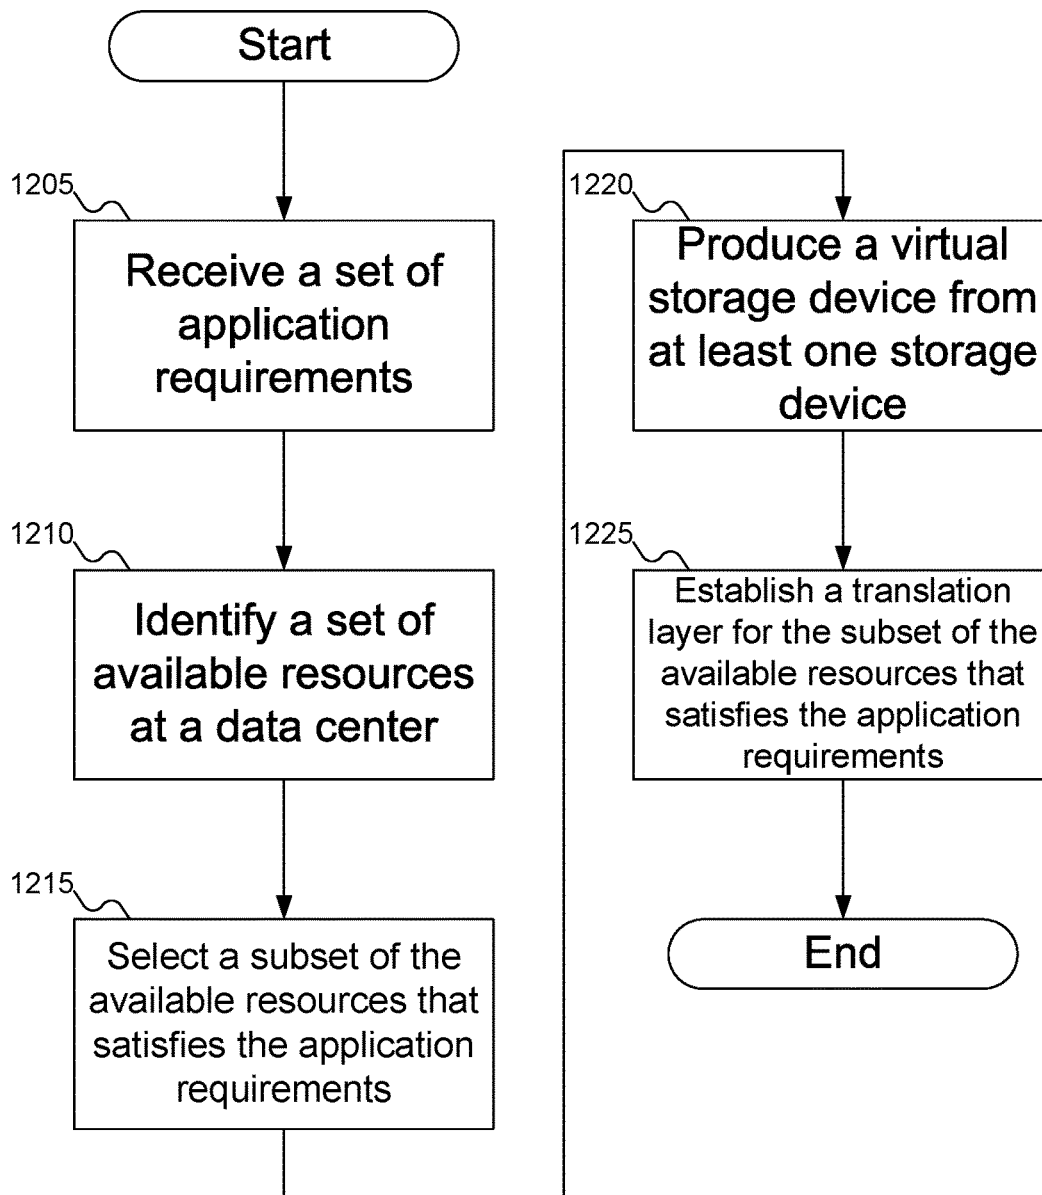 Start
1205
Receive a set of
application
requirements
1210
Identify a set of
available resources
at a data center
1215
Select a subset of the
available resources that
satisfies the application
requirements
1220
Produce a virtual
storage device from
at least one storage
device
1225
Establish a translation
layer for the subset of the
available resources that
satisfies the application
requirements
End